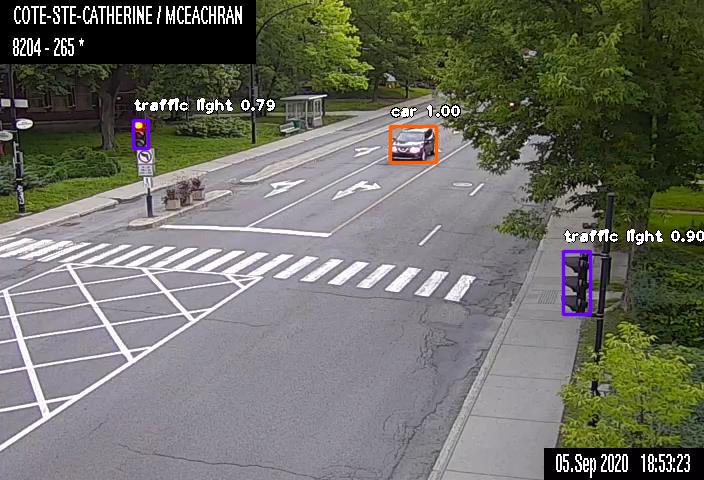 COTE-STE-CATHERINE / MCEACHRAN
8204 - 265 *
traffic light 0.79
car 1.00
traffic light 0.90
05.Sep 2020 18:53:23